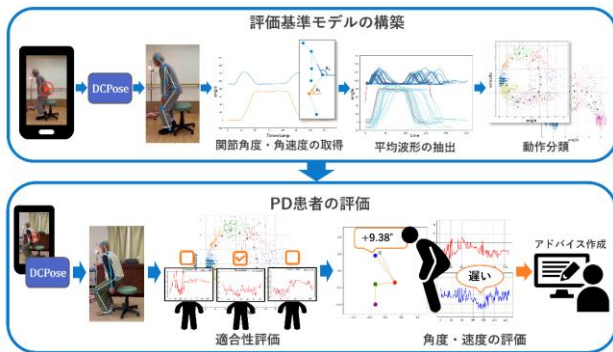 評価基準モデルの構築
DCPose
関節角度・角速度の取得
平均波形の抽出
動作分類
PD患者の評価
DCPose
適合性評価
+9.38°
遅い
角度・速度の評価
アドバイス作成